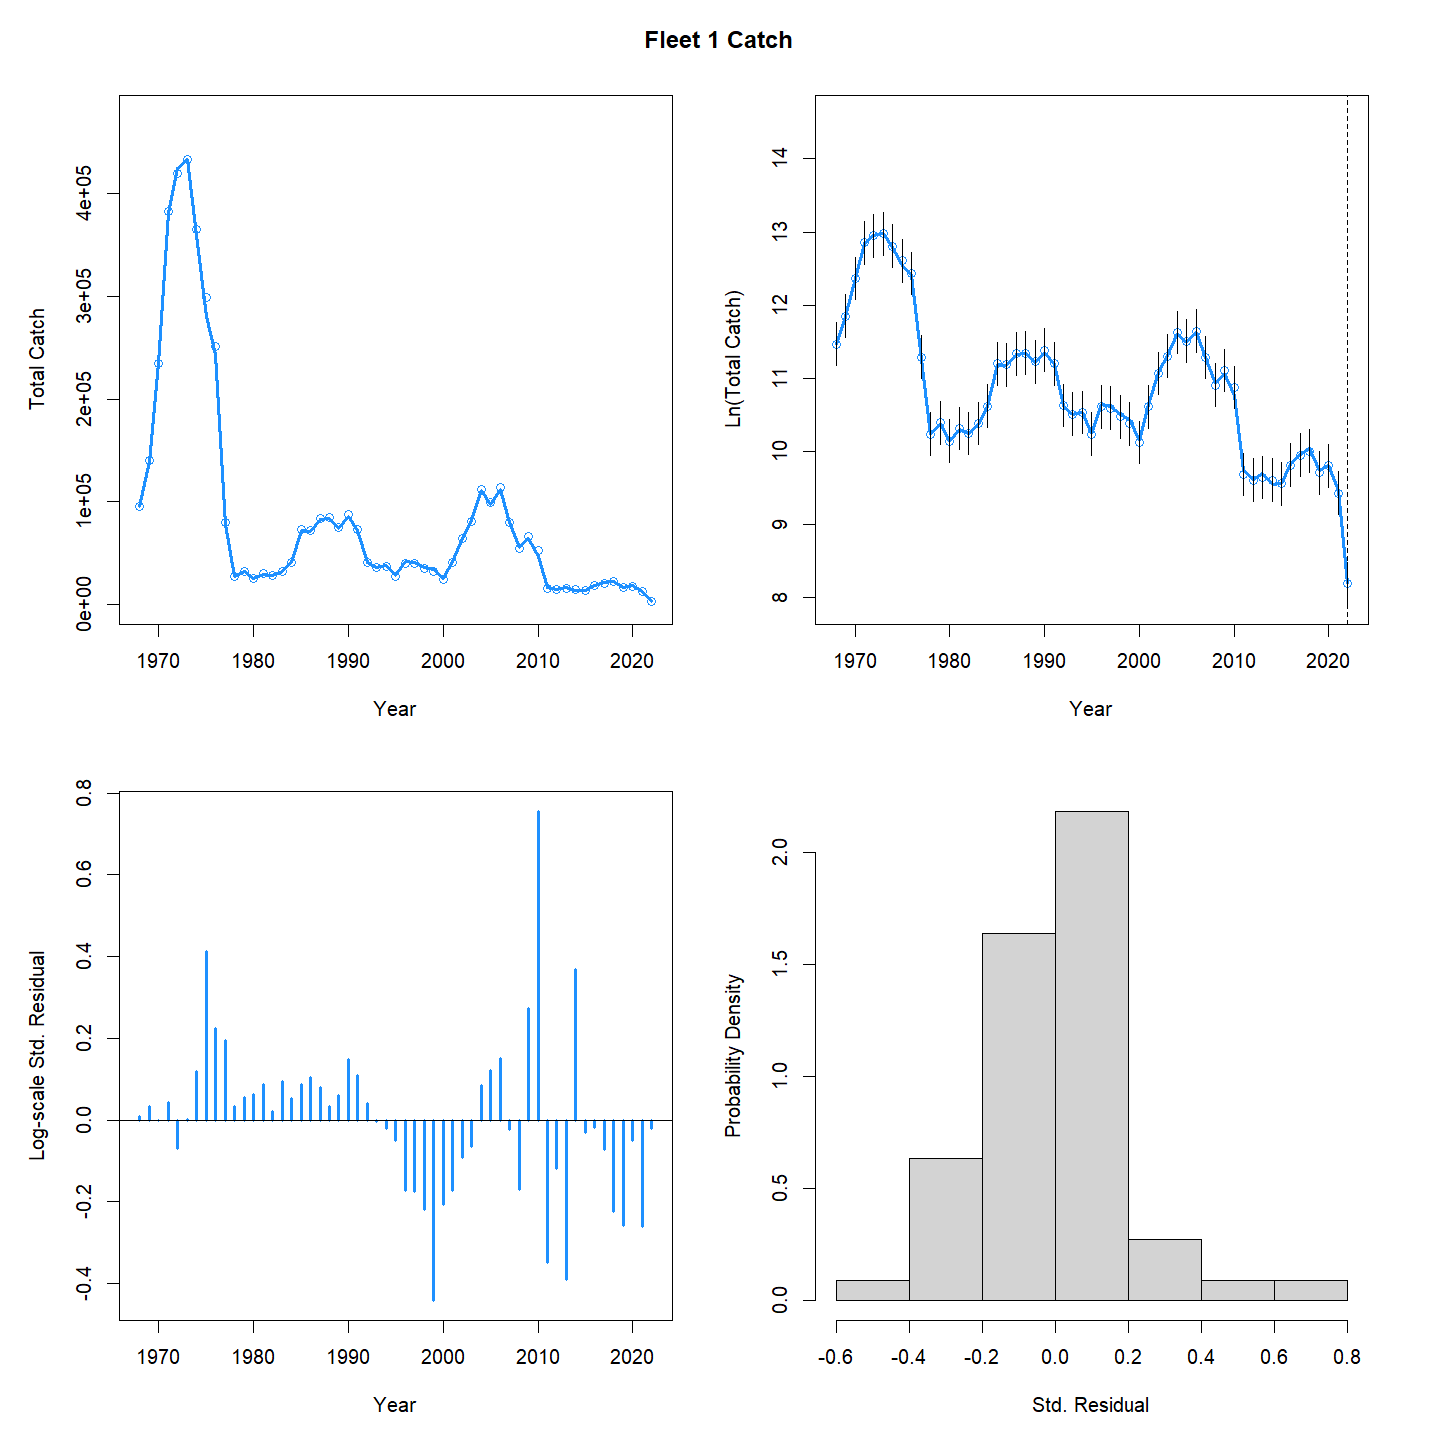 Fleet 1 Catch
Total Catch
0e+00 1e+05 2e+05 3e+05 4e+05
1970 1980 1990 2000 2010 2020
Year
Ln(Total Catch)
8 9 10 11 12 13 14
1970 1980 1990 2000 2010 2020
Year
Log-scale Std. Residual
-0.4 -0.2 0.0 0.2 0.4 0.6 0.8
1970 1980 1990 2000 2010 2020
Year
Probability Density
0.0 0.5 1.0 1.5 2.0
-0.6 -0.4 -0.2 0.0 0.2 0.4 0.6 0.8
Std. Residual